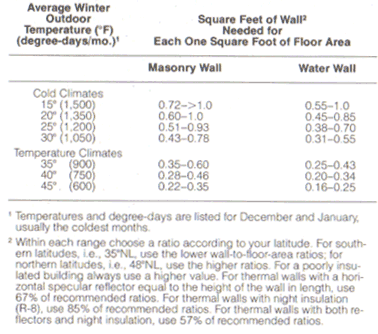 Average Winter
Outdoor
Temperature (°F)
(degree-days/mo.)¹
Square Feet of Wall²
Needed for
Each One Square Foot of Floor Area
Masonry Wall Water Wall
Cold Climates
15° (1,500) 0.72->1.0 0.55–1.0
20° (1,350) 0.60–1.0 0.45–0.85
25° (1,200) 0.51–0.93 0.38–0.70
30° (1,050) 0.43–0.78 0.31–0.55
Temperature Climates
35° (900) 0.35–0.60 0.25–0.43
40° (750) 0.28–0.46 0.20–0.34
45° (600) 0.22–0.35 0.16–0.25
¹ Temperatures and degree-days are listed for December and January,
usually the coldest months.
² Within each range choose a ratio according to your latitude. For south-
ern latitudes, i.e., 35°NL, use the lower wall-to-floor-area ratios; for
northern latitudes, i.e., 48°NL, use the higher ratios. For a poorly insu-
lated building always use a higher value. For thermal walls with a hori-
zontal specular reflector equal to the height of the wall in length, use
67% of recommended ratios. For thermal walls with night insulation
(R-8), use 85% of recommended ratios. For thermal walls with both re-
flectors and night insulation, use 57% of recommended ratios.